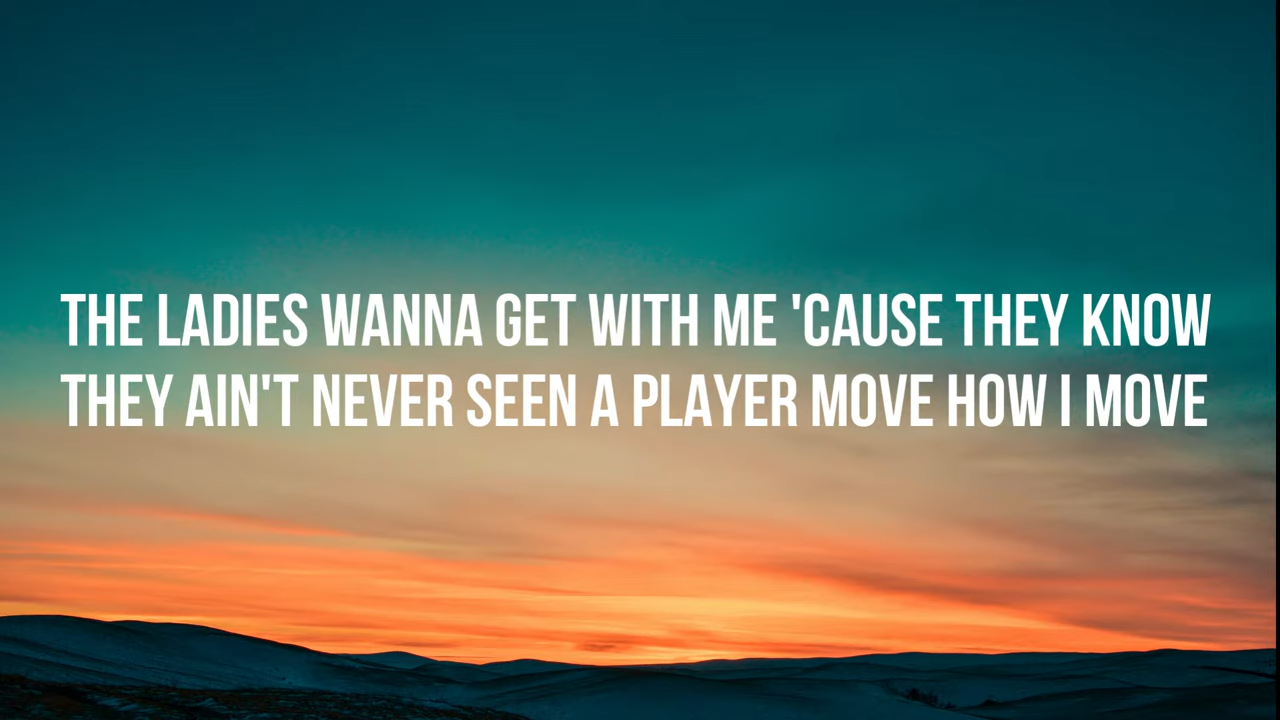 THE LADIES WANNA GET WITH ME 'CAUSE THEY KNOW
THEY AIN'T NEVER SEEN A PLAYER MOVE HOW I MOVE